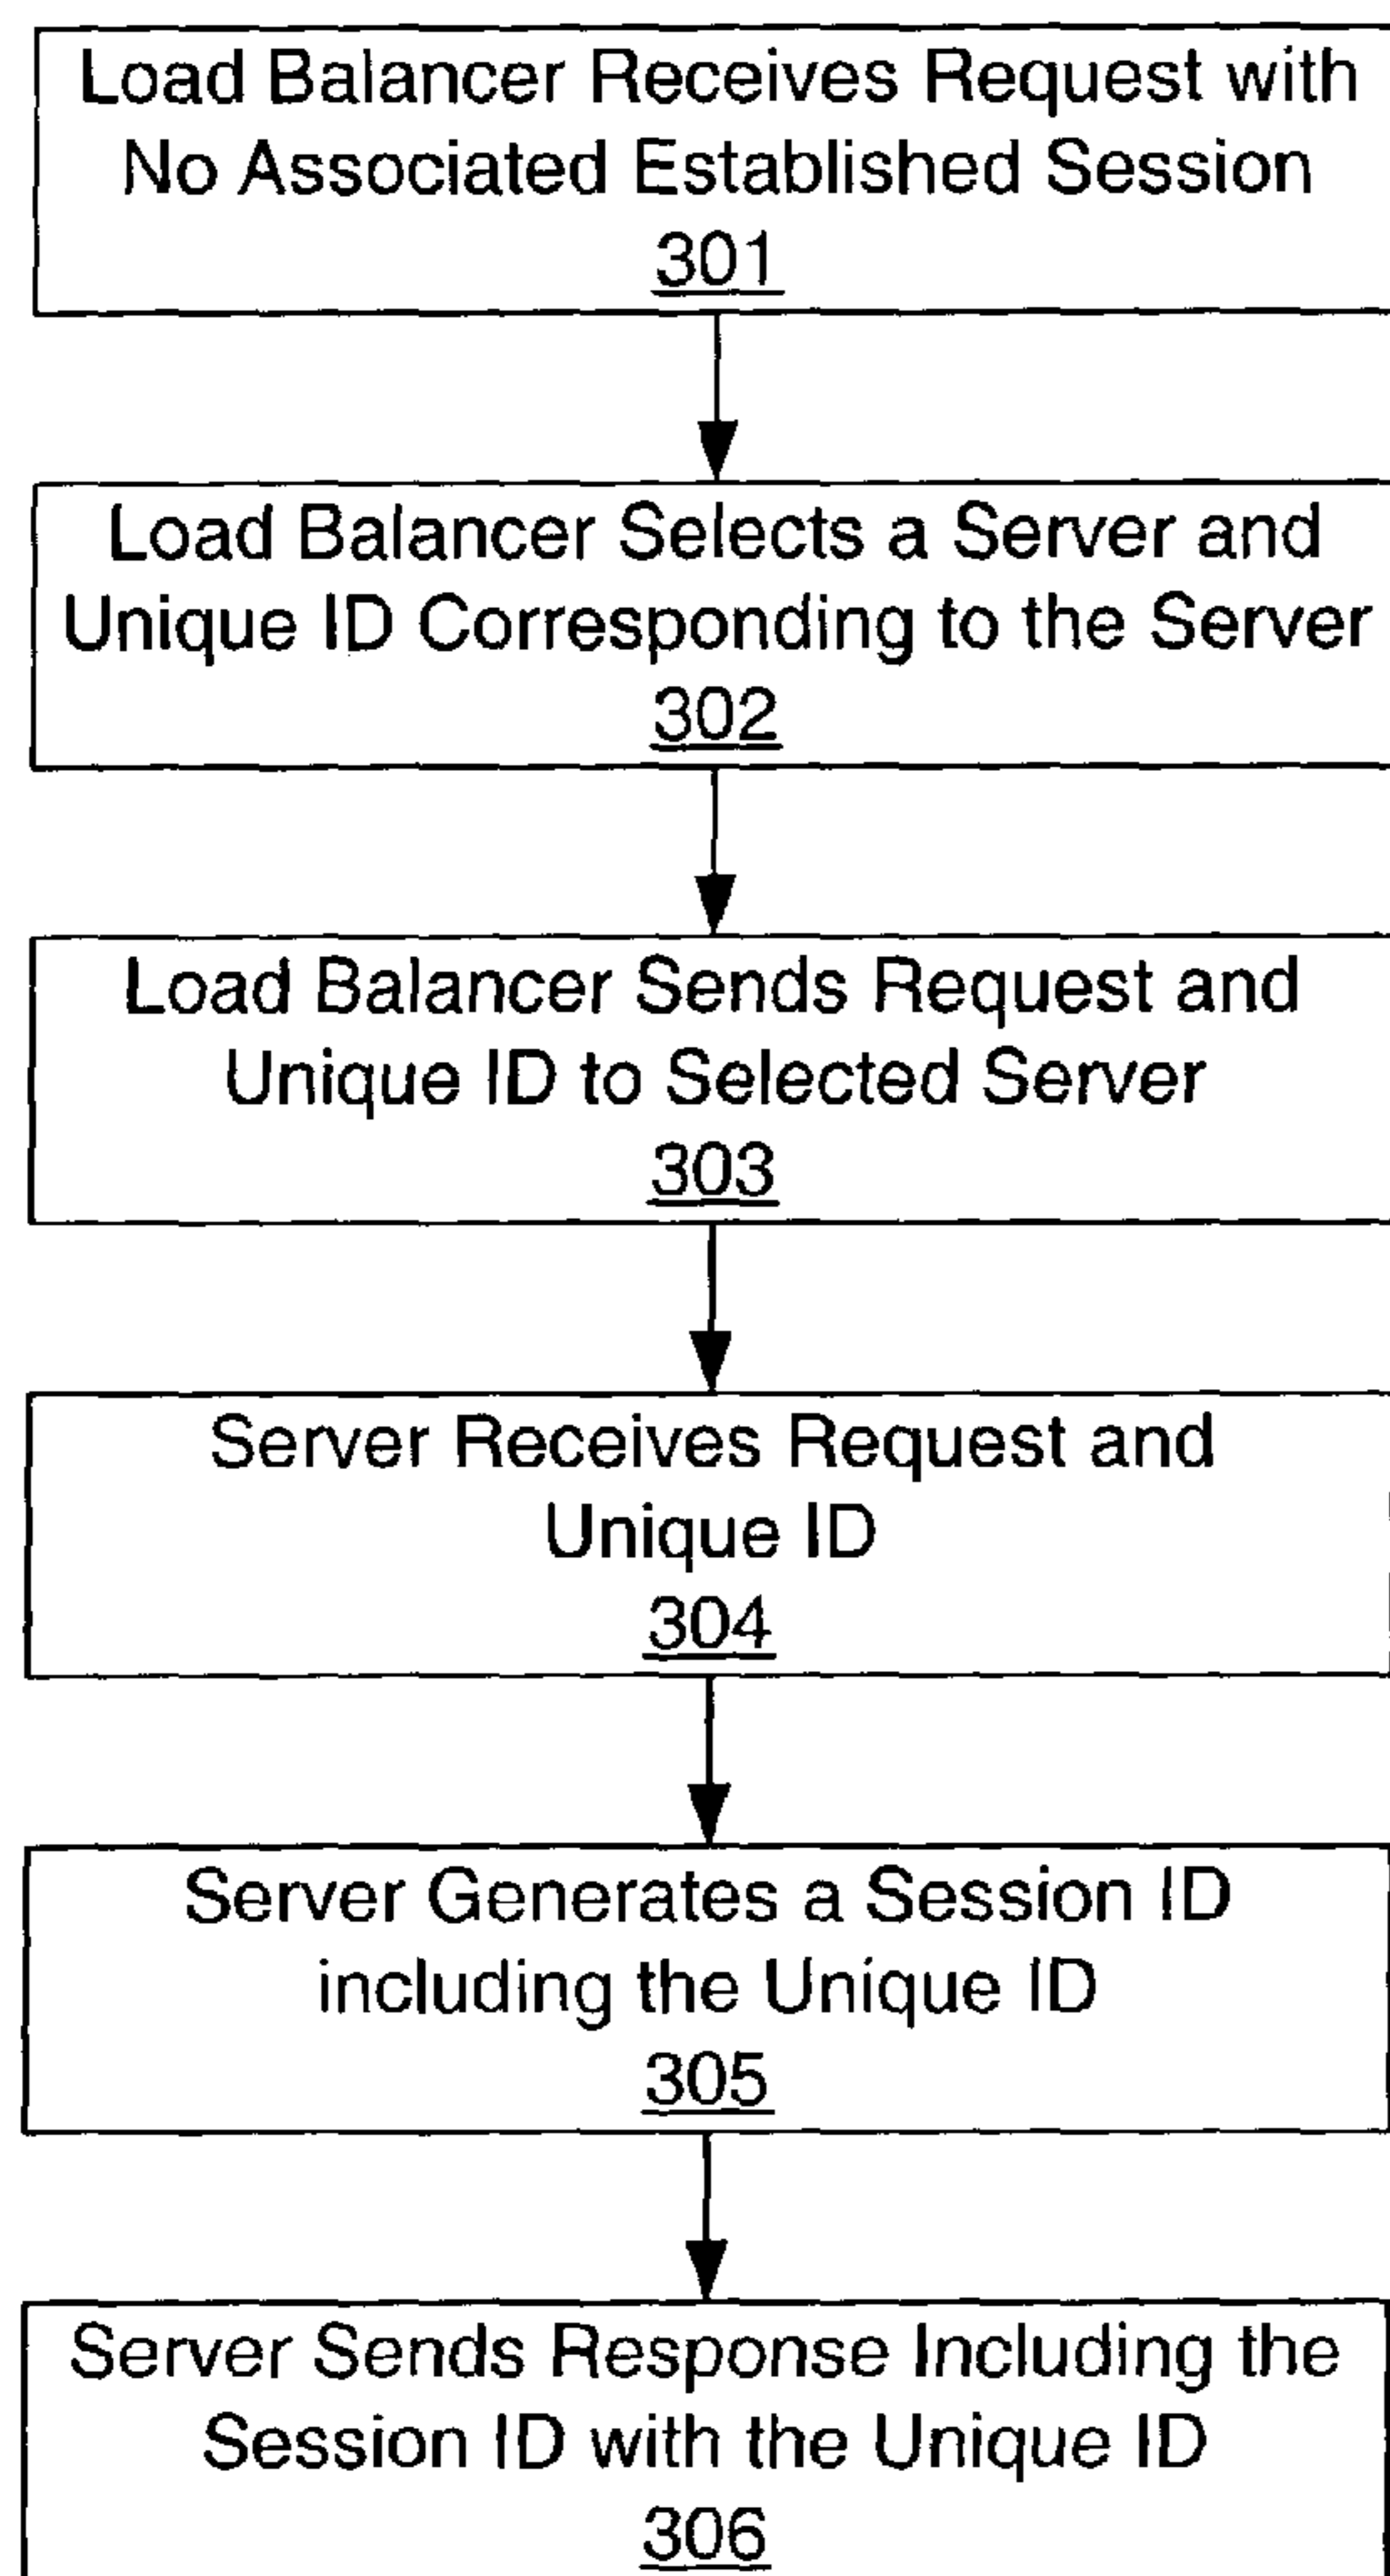 Load Balancer Receives Request with
No Associated Established Session
301
Load Balancer Selects a Server and
Unique ID Corresponding to the Server
302
Load Balancer Sends Request and
Unique ID to Selected Server
303
Server Receives Request and
Unique ID
304
Server Generates a Session ID
including the Unique ID
305
Server Sends Response Including the
Session ID with the Unique ID
306